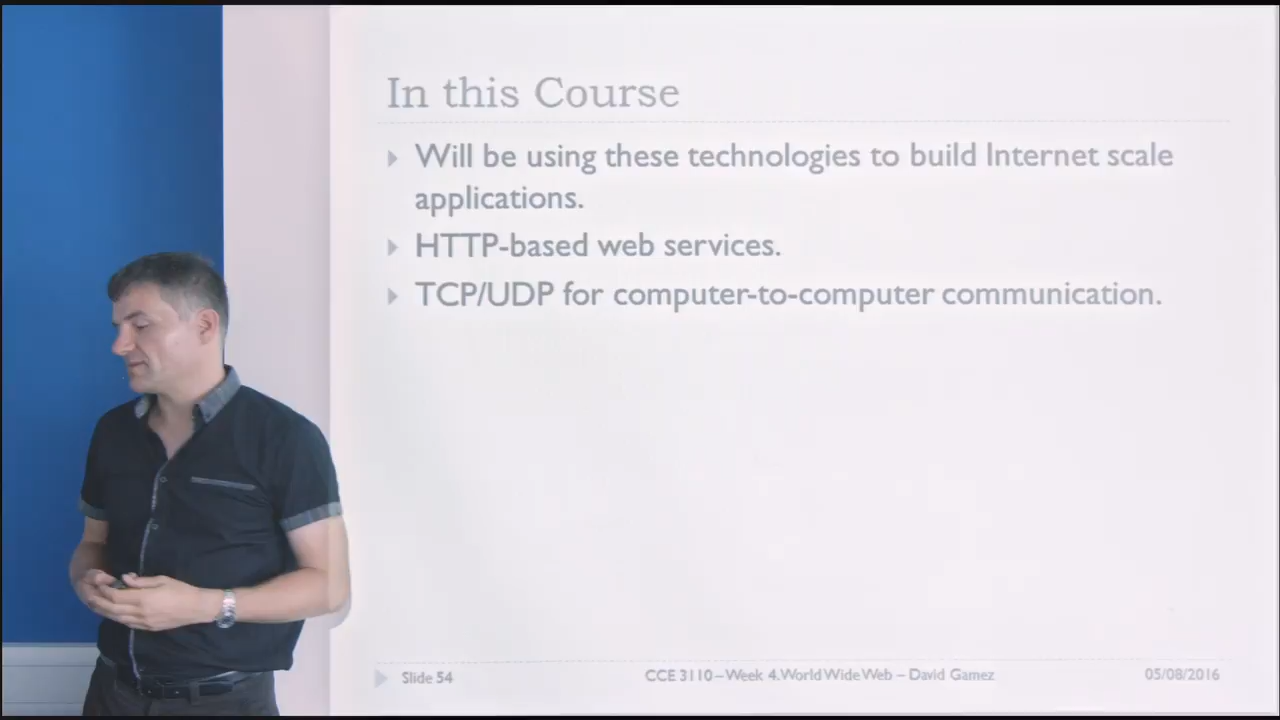 In this Course
Will be using these technologies to build Internet scale
applications.
HTTP-based web services.
TCP/UDP for computer-to-computer communication.
Slide 54
CCE 3110 – Week 4. World Wide Web – David Gamez
05/08/2016